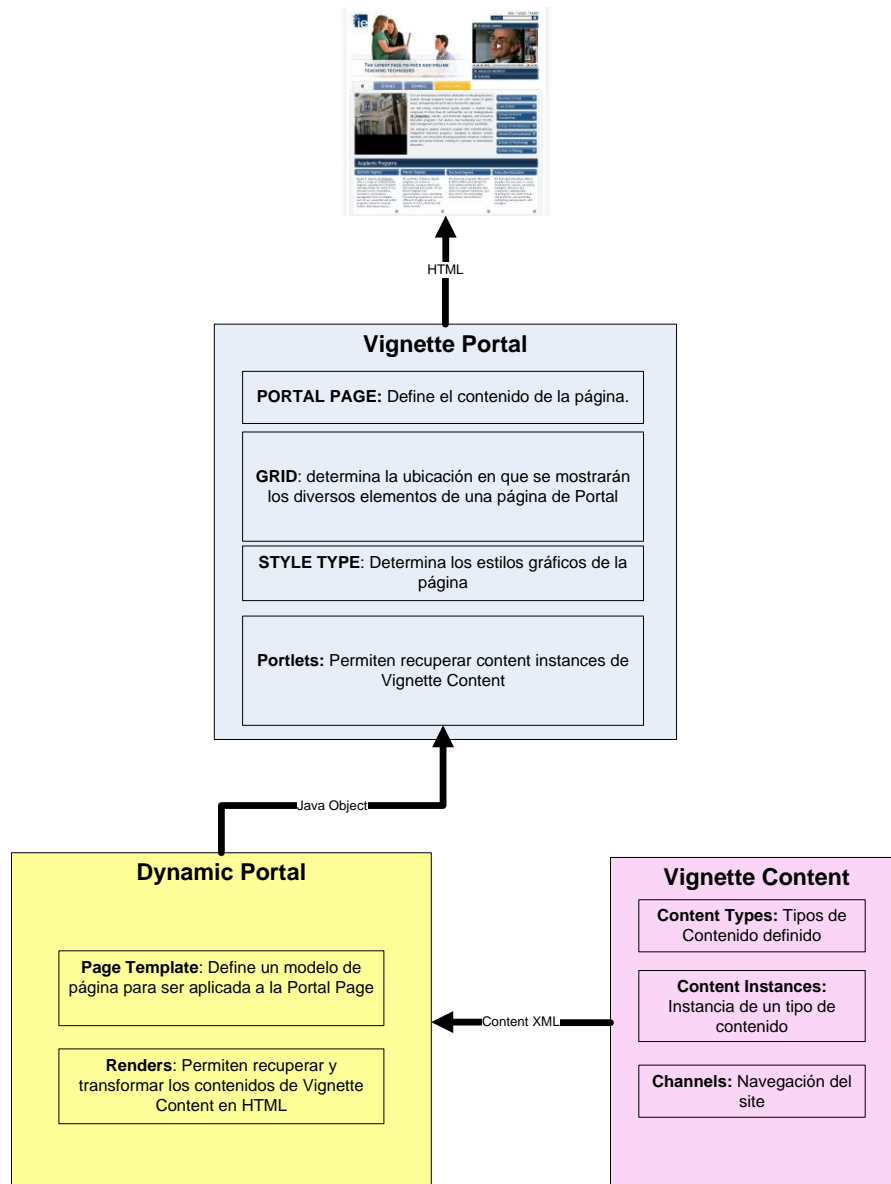 ie
THE LATEST FACE-TO-FACE AND ONLINE
TEACHING TECHNIQUES
Academic Programs
HTML
Vignette Portal
PORTAL PAGE: Define el contenido de la página.
GRID: determina la ubicación en que se mostrarán
los diversos elementos de una página de Portal
STYLE TYPE: Determina los estilos gráficos de la
página
Portlets: Permiten recuperar content instances de
Vignette Content
Java Object
Dynamic Portal
Page Template: Define un modelo de
página para ser aplicada a la Portal Page
Renders: Permiten recuperar y
transformar los contenidos de Vignette
Content en HTML
Content XML
Vignette Content
Content Types: Tipos de
Contenido definido
Content Instances:
Instancia de un tipo de
contenido
Channels: Navegación del
site